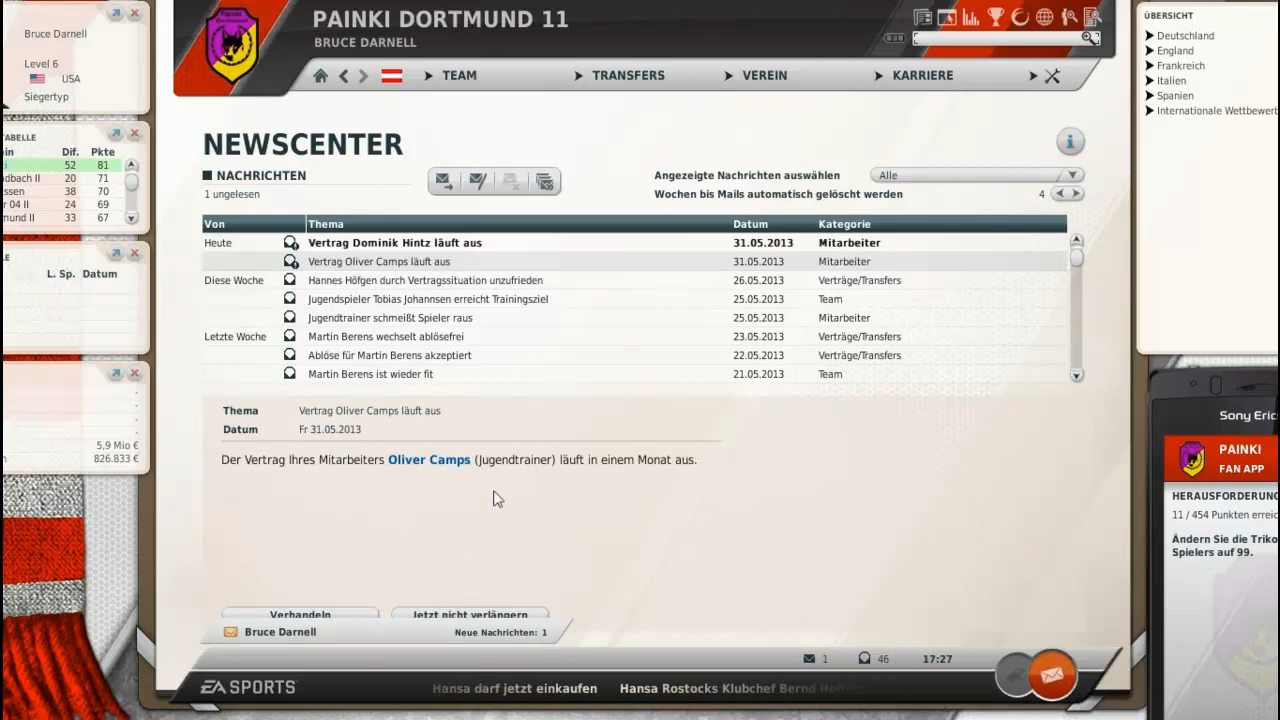 Bruce Darnell
Level 6
USA
Siegertyp
TABELLE
ein Dif. Pkte
52 81
dbach II 20 71
ssen 38 70
04 II 24 69
mund II 33 67
L. Sp. Datum
5,9 Mio €
826.833 €
PAINKI DORTMUND 11
BRUCE DARNELL
TEAM
TRANSFERS
VEREIN
KARRIERE
NEWSCENTER
NACHRICHTEN
1 ungelesen
Angezeigte Nachrichten auswählen Alle
Wochen bis Mails automatisch gelöscht werden 4
Von Thema Datum Kategorie
Heute Vertrag Dominik Hintz läuft aus 31.05.2013 Mitarbeiter
Vertrag Oliver Camps läuft aus 31.05.2013 Mitarbeiter
Diese Woche Hannes Höfgen durch Vertragssituation unzufrieden 26.05.2013 Verträge/Transfers
Jugendspieler Tobias Johannsen erreicht Trainingsziel 25.05.2013 Team
Jugendtrainer schmeißt Spieler raus 25.05.2013 Mitarbeiter
Letzte Woche Martin Berens wechselt ablösefrei 23.05.2013 Verträge/Transfers
Ablöse für Martin Berens akzeptiert 22.05.2013 Verträge/Transfers
Martin Berens ist wieder fit 21.05.2013 Team
Thema Vertrag Oliver Camps läuft aus
Datum Fr 31.05.2013
Der Vertrag Ihres Mitarbeiters Oliver Camps (Jugendtrainer) läuft in einem Monat aus.
Verhandeln
Jetzt nicht verlängern
Bruce Darnell Neue Nachrichten: 1
1 46 17:27
EA SPORTS
Hansa darf jetzt einkaufen Hansa Rostocks Klubchef Bernd
ÜBERSICHT
Deutschland
England
Frankreich
Italien
Spanien
Internationale Wettbewerb
Sony Eric
PAINKI
FAN APP
HERAUSFORDERUNG
11 / 454 Punkten erreic
Ändern Sie die Triko
Spielers auf 99.